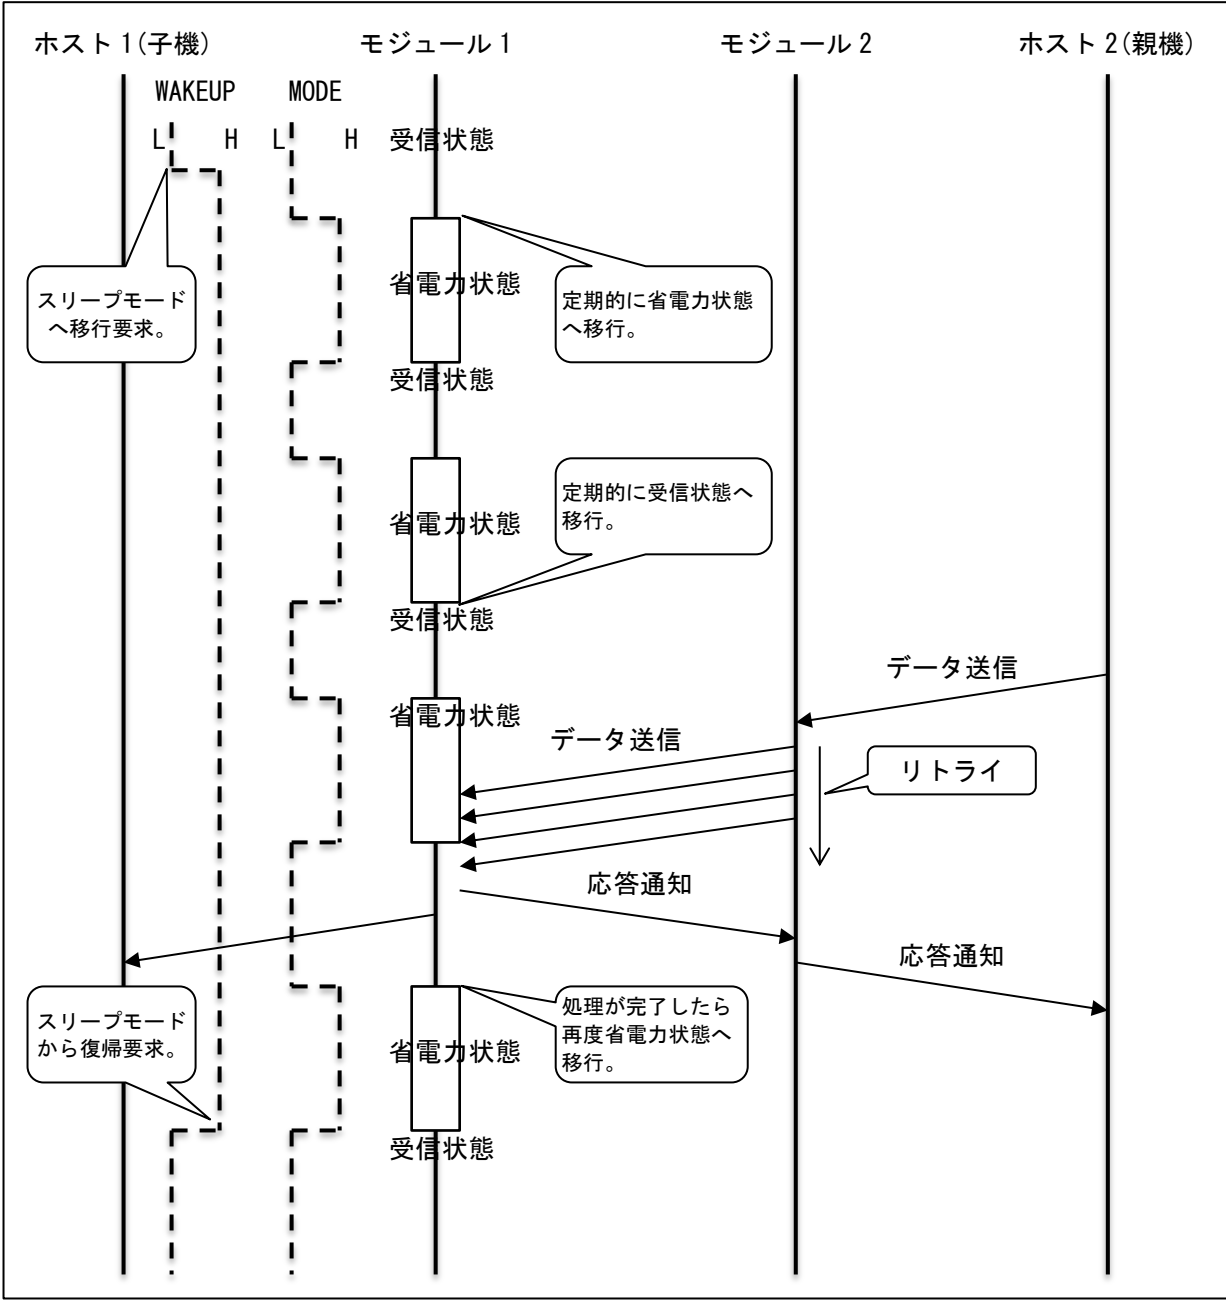 ホスト1(子機)
モジュール1
モジュール2
ホスト2(親機)
WAKEUP
MODE
L
H
L
H
受信状態
スリープモード
へ移行要求。
省電力状態
定期的に省電力状態
へ移行。
受信状態
省電力状態
定期的に受信状態へ
移行。
受信状態
データ送信
省電力状態
データ送信
リトライ
応答通知
応答通知
スリープモード
から復帰要求。
省電力状態
処理が完了したら
再度省電力状態へ
移行。
受信状態